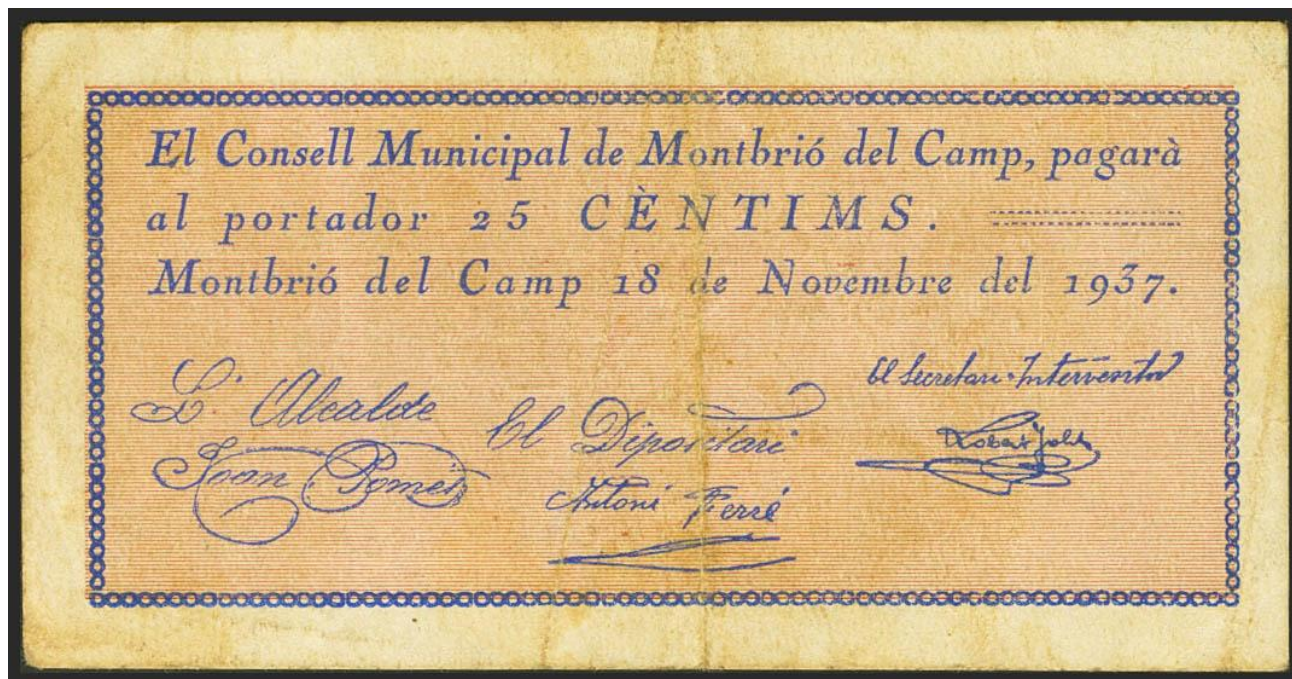 El Consell Municipal de Montbrió del Camp, pagarà
al portador 25 CÈNTIMS.
Montbrió del Camp 18 de Novembre del 1937.
L'Alcalde
Joan Pomés
El Dipositari
Antoni Ferré
El Secretari-Interventor